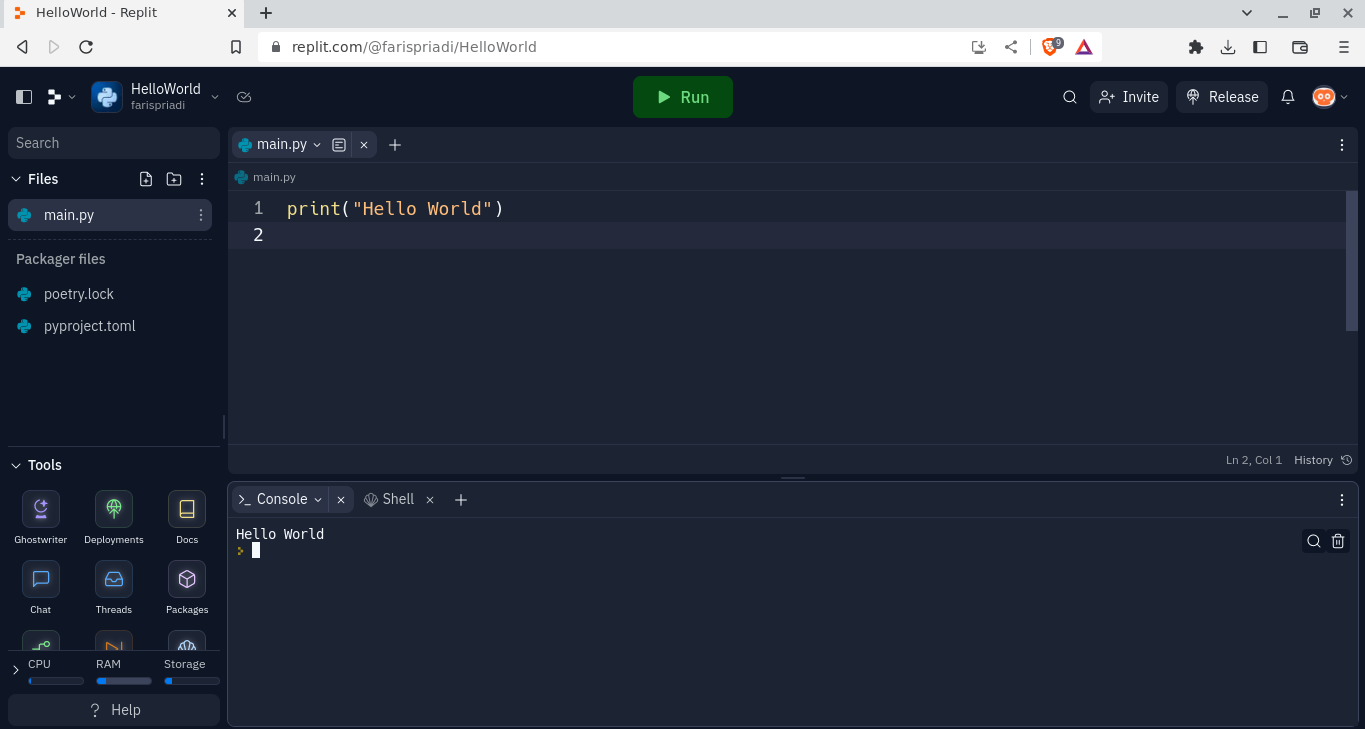 HelloWorld - Replit
replit.com/@farispriadi/HelloWorld
9
HelloWorld
farispriadi
Run
Invite
Release
Search
Files
main.py
Packager files
poetry.lock
pyproject.toml
Tools
Ghostwriter Deployments Docs
Chat Threads Packages
CPU RAM Storage
? Help
main.py
main.py
1 print("Hello World")
2
Ln 2, Col 1 History
Console Shell
Hello World